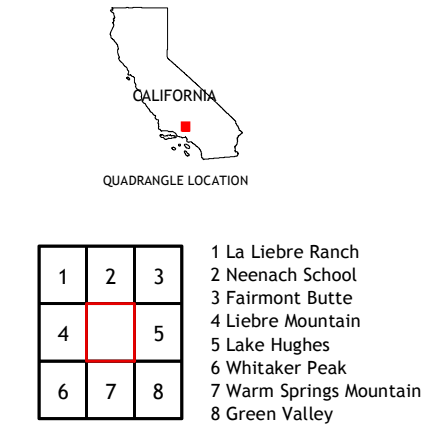 CALIFORNIA
QUADRANGLE LOCATION
1 2 3
4 5
6 7 8
1 La Liebre Ranch
2 Neenach School
3 Fairmont Butte
4 Liebre Mountain
5 Lake Hughes
6 Whitaker Peak
7 Warm Springs Mountain
8 Green Valley